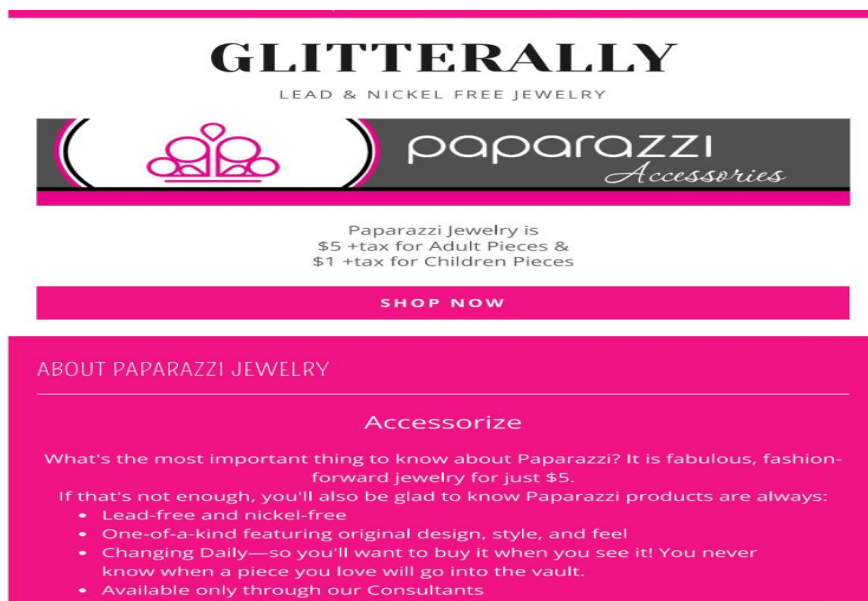 GLITTERALLY
LEAD & NICKEL FREE JEWELRY
paparazzi
Accessories
Paparazzi Jewelry is
$5 +tax for Adult Pieces &
$1 +tax for Children Pieces
SHOP NOW
ABOUT PAPARAZZI JEWELRY
Accessorize
What's the most important thing to know about Paparazzi? It is fabulous, fashion-
forward jewelry for just $5.
If that's not enough, you'll also be glad to know Paparazzi products are always:
• Lead-free and nickel-free
• One-of-a-kind featuring original design, style, and feel
• Changing Daily—so you'll want to buy it when you see it! You never
know when a piece you love will go into the vault.
• Available only through our Consultants